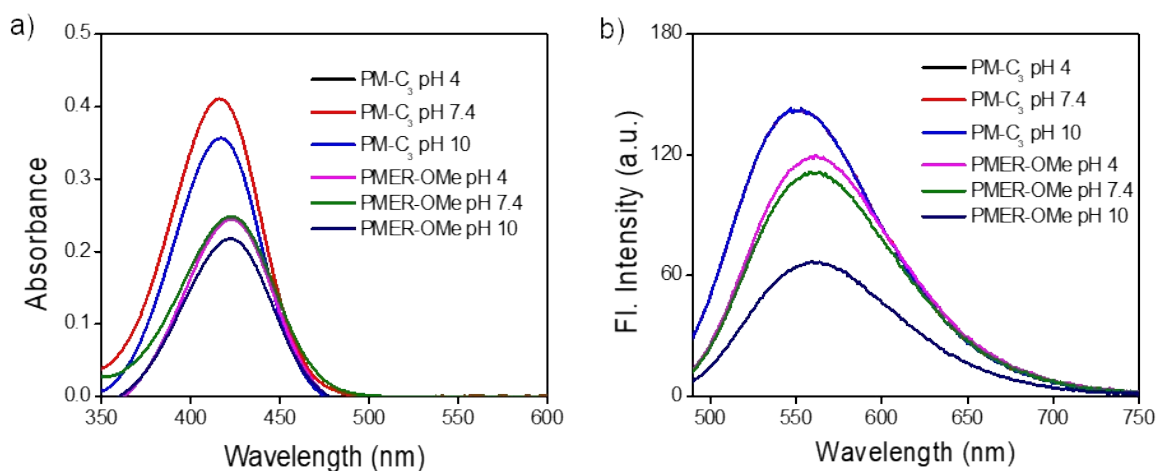 a)
0.5
0.4
0.3
0.2
0.1
0.0
Absorbance
350 400 450 500 550 600
Wavelength (nm)
PM-C₃ pH 4
PM-C₃ pH 7.4
PM-C₃ pH 10
PMER-OMe pH 4
PMER-OMe pH 7.4
PMER-OMe pH 10
b)
180
120
60
0
Fl. Intensity (a.u.)
500 550 600 650 700 750
Wavelength (nm)
PM-C₃ pH 4
PM-C₃ pH 7.4
PM-C₃ pH 10
PMER-OMe pH 4
PMER-OMe pH 7.4
PMER-OMe pH 10